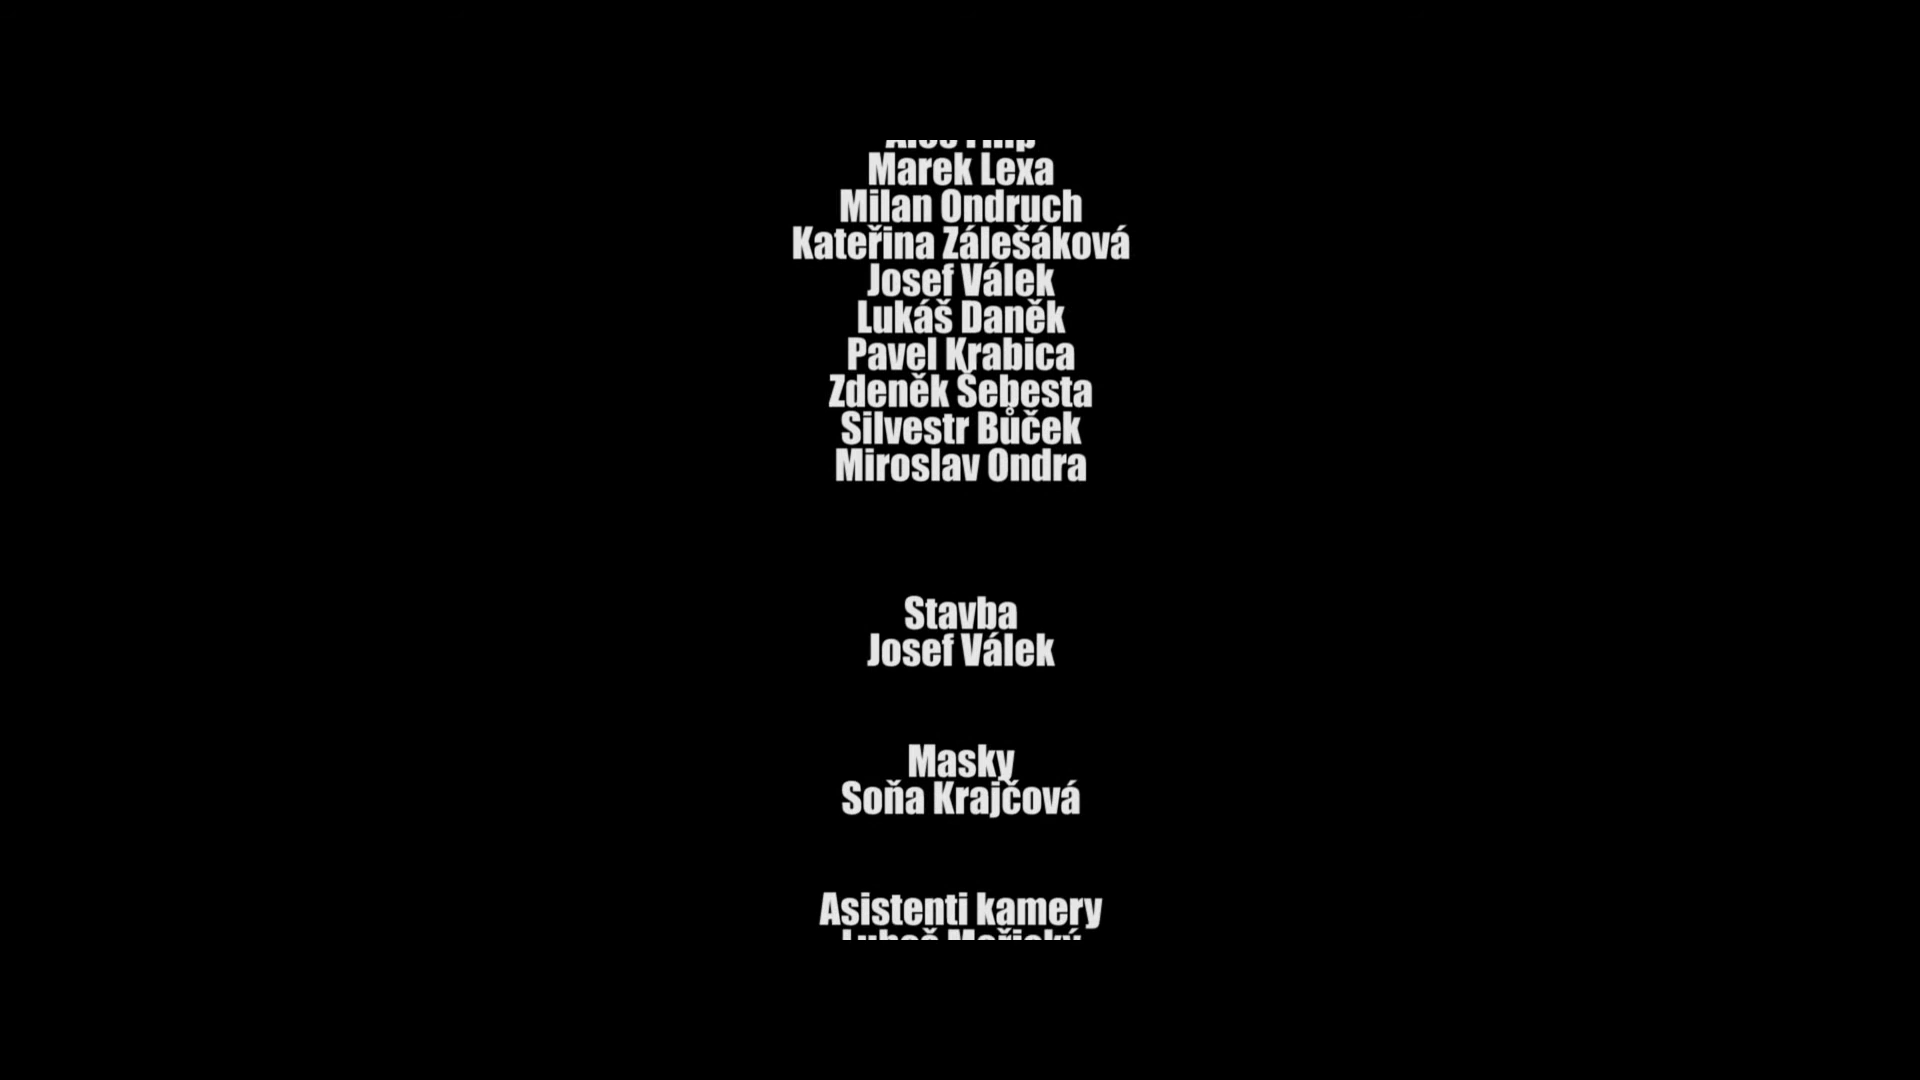 Marek Lexa
Milan Ondruch
Kateřina Zálešáková
Josef Válek
Lukáš Daněk
Pavel Krabica
Zdeněk Šebesta
Silvestr Bůček
Miroslav Ondra
Stavba
Josef Válek
Masky
Soňa Krajčová
Asistenti kamery